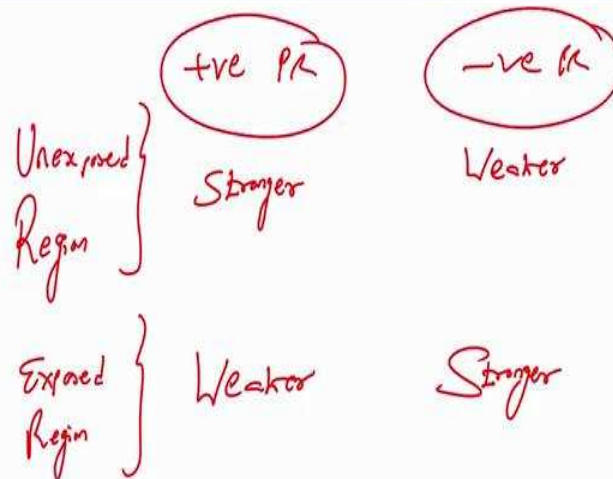 +ve PR -ve PR
Unexposed
Region
Stronger Weaker
Exposed
Region
Weaker Stronger